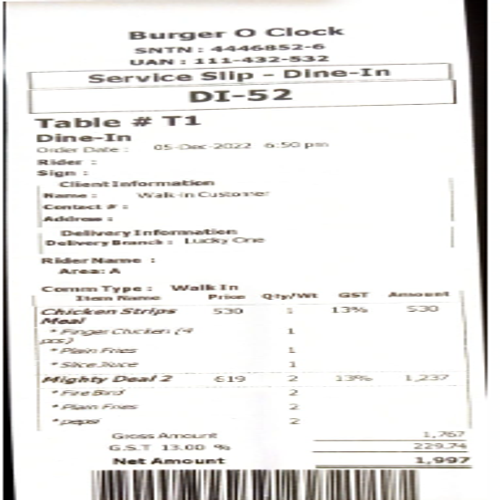 Burger O Clock
SNTN : 4446852-6
UAN : 111-432-532
Service Slip - Dine-In
DI-52
Table # T1
Dine-In
Order Date : 05-Dec-2022 6:50 pm
Rider :
Sign :
Client Information
Name : Walk-in Customer
Contact # :
Address :
Delivery Information
Delivery Branch : Lucky One
Rider Name :
Area: A
Comm Type : Walk In
Item Name Price Qty/Wt GST Amount
Chicken Strips 530 1 13% 530
Meal
* Finger Chicken (4 1
pcs)
* Plain Fries 1
* Slice Juice 1
Mighty Deal 2 619 2 13% 1,237
* Fire Bird 2
* Plain Fries 2
* pepsi 2
Gross Amount 1,767
G.S.T 13.00 % 229.74
Net Amount 1,997